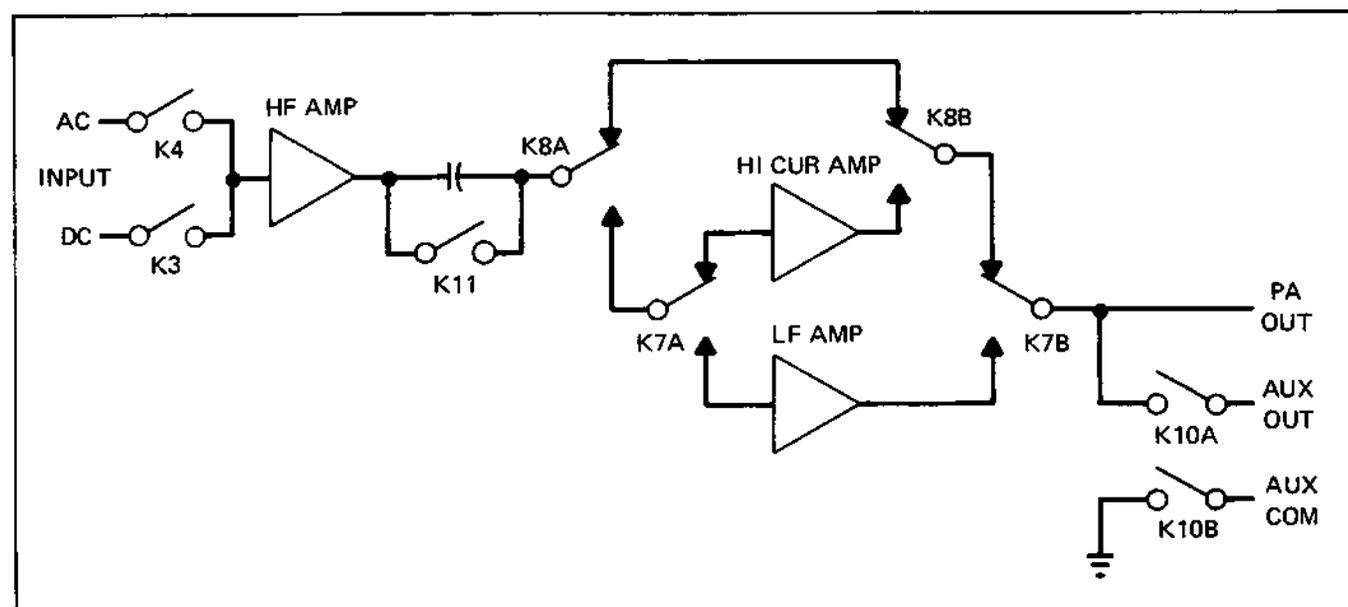 AC
K4
INPUT
DC
K3
HF AMP
K11
K8A
K8B
HI CUR AMP
K7A
LF AMP
K7B
PA
OUT
K10A
AUX
OUT
K10B
AUX
COM